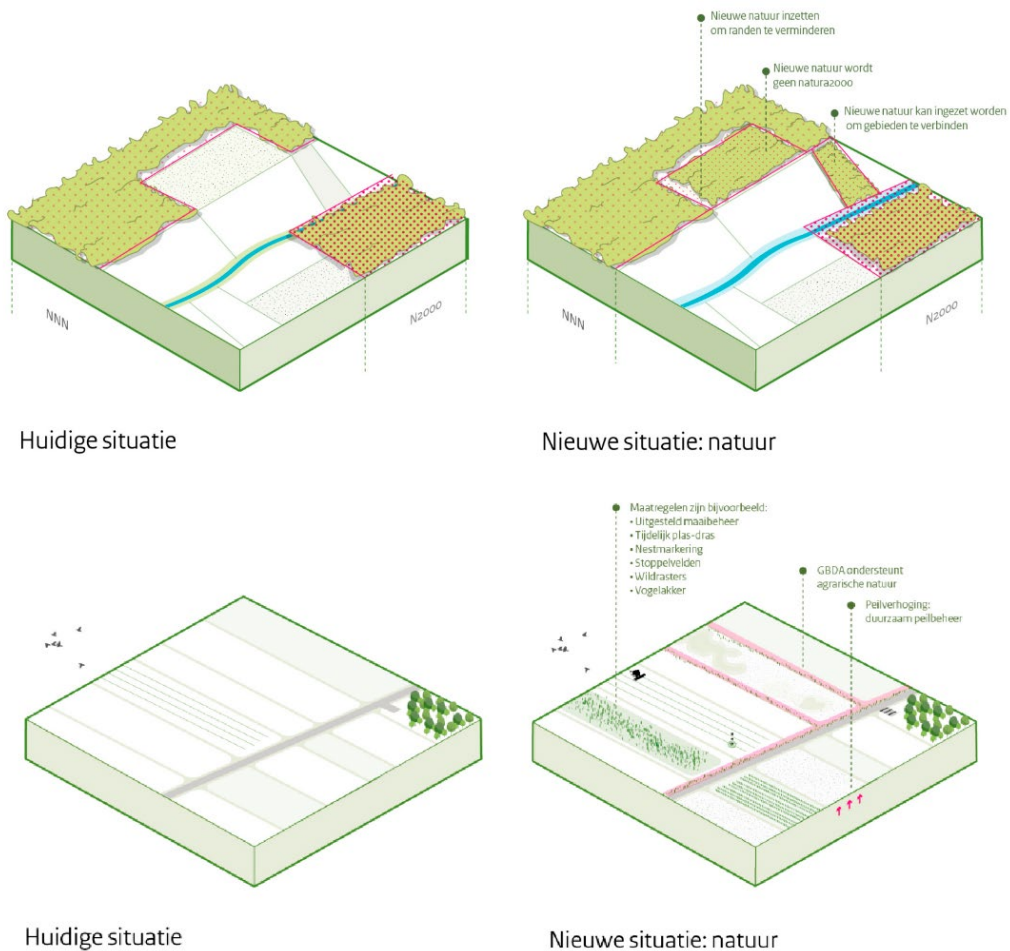 Nieuwe natuur inzetten
om randen te verminderen
Nieuwe natuur wordt
geen natura2000
Nieuwe natuur kan ingezet worden
om gebieden te verbinden
NNN
N2000
NNN
N2000
Huidige situatie
Nieuwe situatie: natuur
Maatregelen zijn bijvoorbeeld:
• Uitgesteld maaibeheer
• Tijdelijk plas-dras
• Nestmarkering
• Stoppelvelden
• Wildrasters
• Vogelakker
GBDA ondersteunt
agrarische natuur
Peilverhoging:
duurzaam peilbeheer
Huidige situatie
Nieuwe situatie: natuur